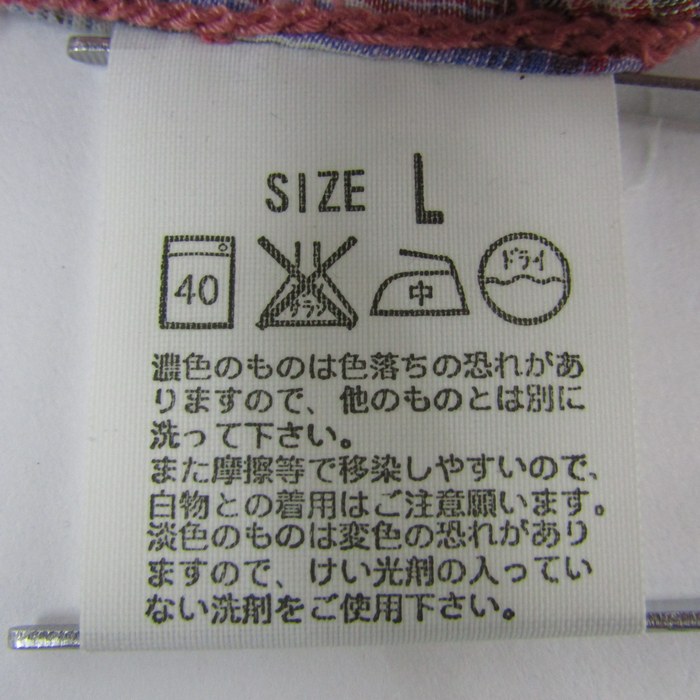 SIZE L
40 サラシ 中 ドライ
濃色のものは色落ちの恐れがあ
りますので、他のものとは別に
洗って下さい。
また摩擦等で移染しやすいので、
白物との着用はご注意願います。
淡色のものは変色の恐れがあり
ますので、けい光剤の入ってい
ない洗剤をご使用下さい。